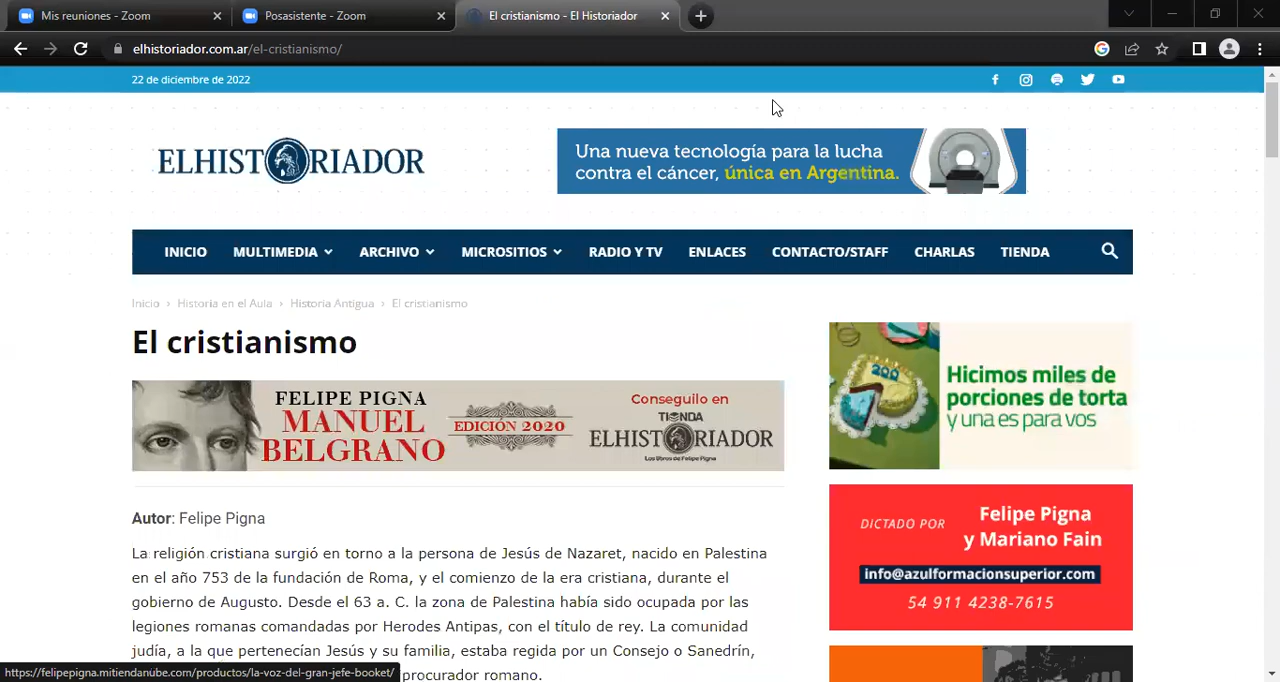 Mis reuniones - Zoom
Posasistente - Zoom
El cristianismo - El Historiador
elhistoriador.com.ar/el-cristianismo/
22 de diciembre de 2022
ELHISTORIADOR
Una nueva tecnología para la lucha
contra el cáncer, única en Argentina.
INICIO MULTIMEDIA ARCHIVO MICROSITIOS RADIO Y TV ENLACES CONTACTO/STAFF CHARLAS TIENDA
Inicio › Historia en el Aula › Historia Antigua › El cristianismo
El cristianismo
FELIPE PIGNA
MANUEL
BELGRANO
EDICIÓN 2020
Conseguilo en
TIENDA
ELHISTORIADOR
Los libros de Felipe Pigna
Autor: Felipe Pigna
La religión cristiana surgió en torno a la persona de Jesús de Nazaret, nacido en Palestina
en el año 753 de la fundación de Roma, y el comienzo de la era cristiana, durante el
gobierno de Augusto. Desde el 63 a. C. la zona de Palestina había sido ocupada por las
legiones romanas comandadas por Herodes Antipas, con el título de rey. La comunidad
judía, a la que pertenecían Jesús y su familia, estaba regida por un Consejo o Sanedrín,
procurador romano.
200
Hicimos miles de
porciones de torta
y una es para vos
DICTADO POR
Felipe Pigna
y Mariano Fain
info@azulformacionsuperior.com
54 911 4238-7615
https://felipepigna.mitiendanube.com/productos/la-voz-del-gran-jefe-booket/